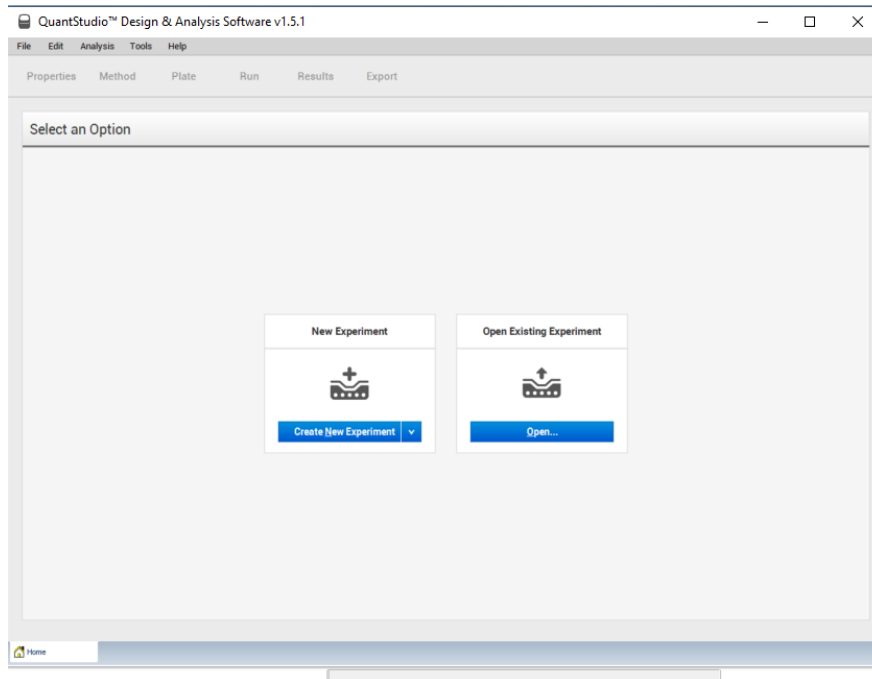 QuantStudio™ Design & Analysis Software v1.5.1
File Edit Analysis Tools Help
Properties Method Plate Run Results Export
Select an Option
New Experiment Open Existing Experiment
Create New Experiment Open...
Home